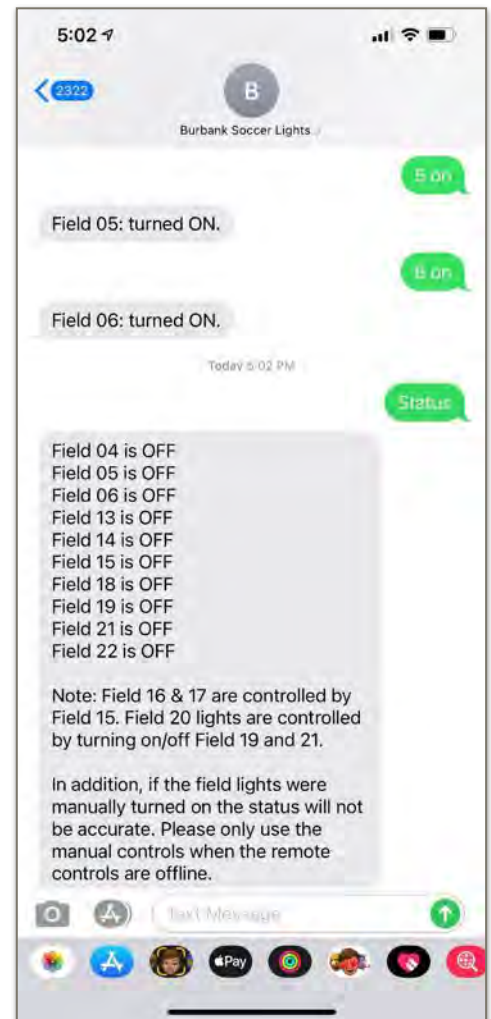 5:02
2322
B
Burbank Soccer Lights
5 on
Field 05: turned ON.
6 on
Field 06: turned ON.
Today 5:02 PM
Status
Field 04 is OFF
Field 05 is OFF
Field 06 is OFF
Field 13 is OFF
Field 14 is OFF
Field 15 is OFF
Field 18 is OFF
Field 19 is OFF
Field 21 is OFF
Field 22 is OFF
Note: Field 16 & 17 are controlled by
Field 15. Field 20 lights are controlled
by turning on/off Field 19 and 21.
In addition, if the field lights were
manually turned on the status will not
be accurate. Please only use the
manual controls when the remote
controls are offline.
Text Message
Pay